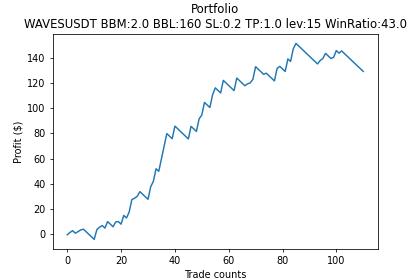 Portfolio
WAVESUSDT BBM:2.0 BBL:160 SL:0.2 TP:1.0 lev:15 WinRatio:43.0
140
120
100
80
60
40
20
0
Profit ($)
0 20 40 60 80 100
Trade counts